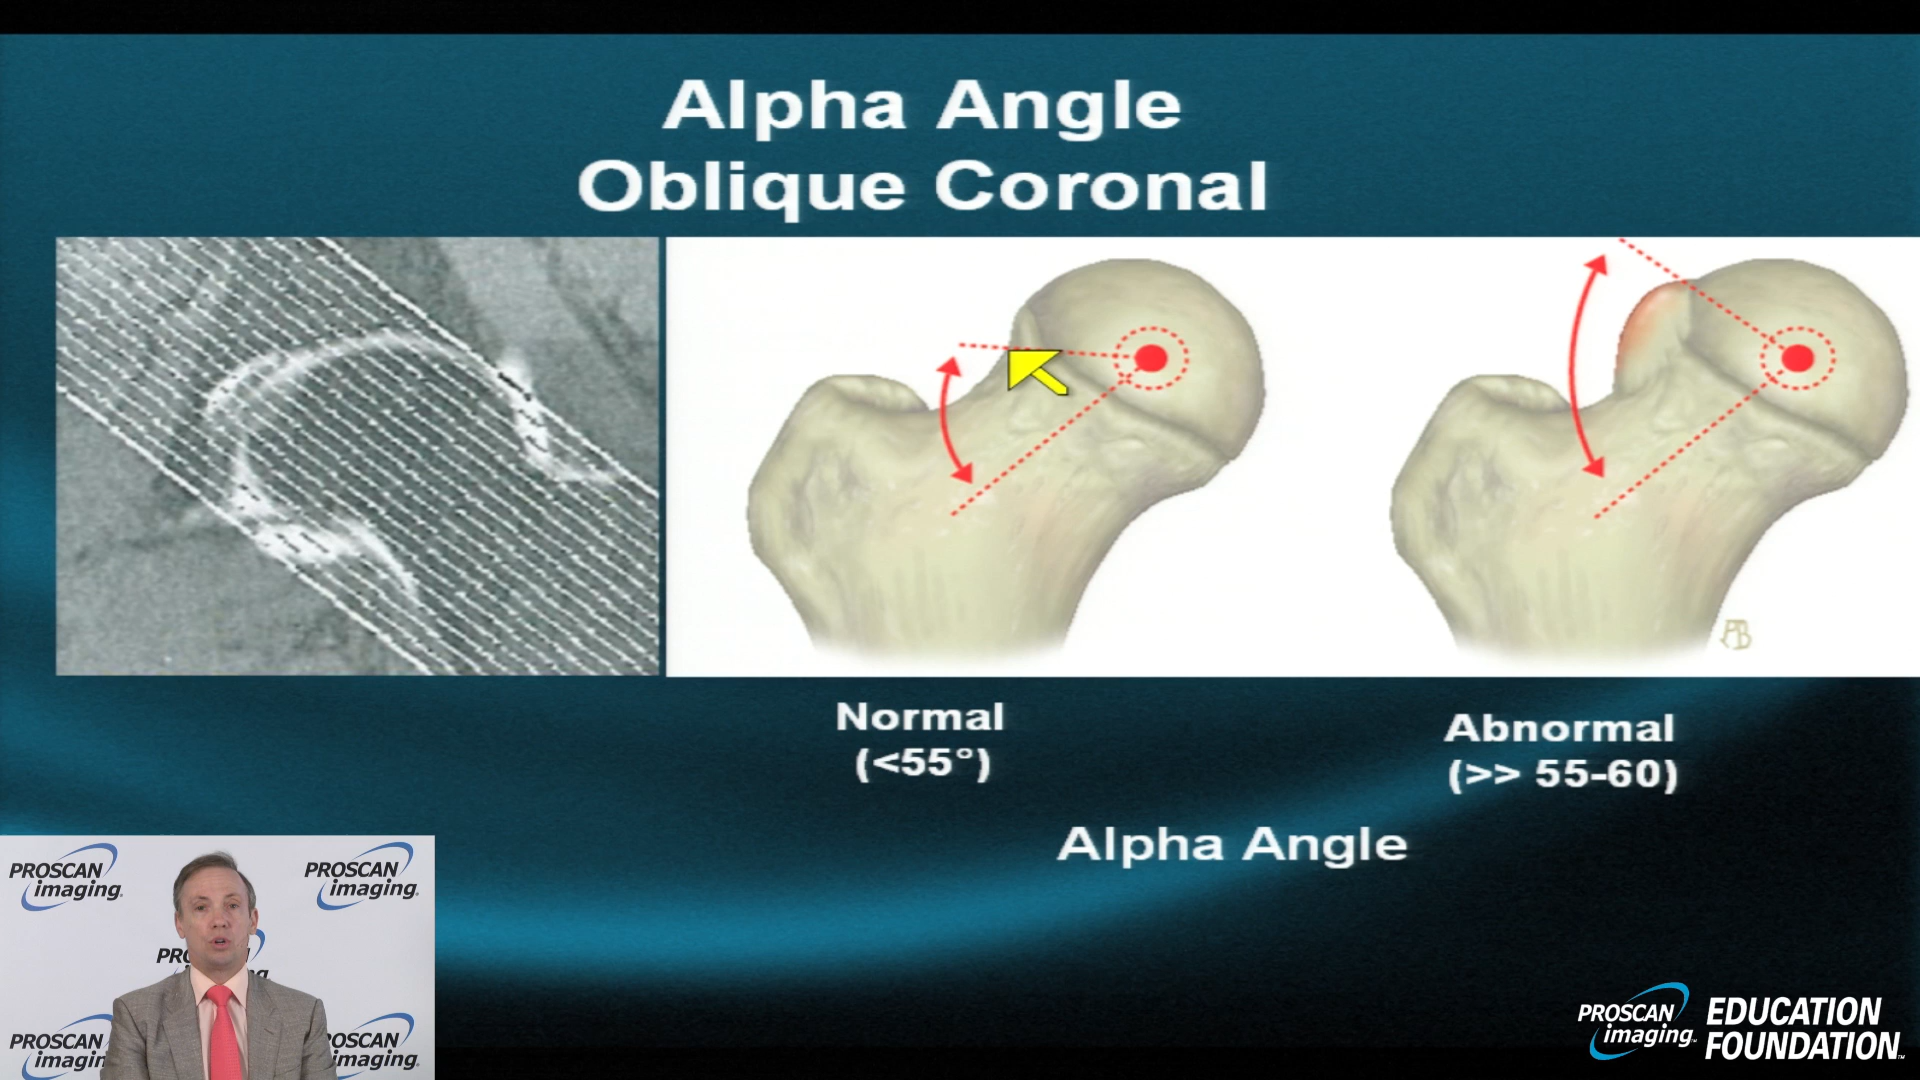 Alpha Angle
Oblique Coronal
Normal
(<55°)
Abnormal
(>> 55-60)
Alpha Angle
PROSCAN
imaging
PROSCAN
imaging
PROSCAN
imaging
EDUCATION
FOUNDATION